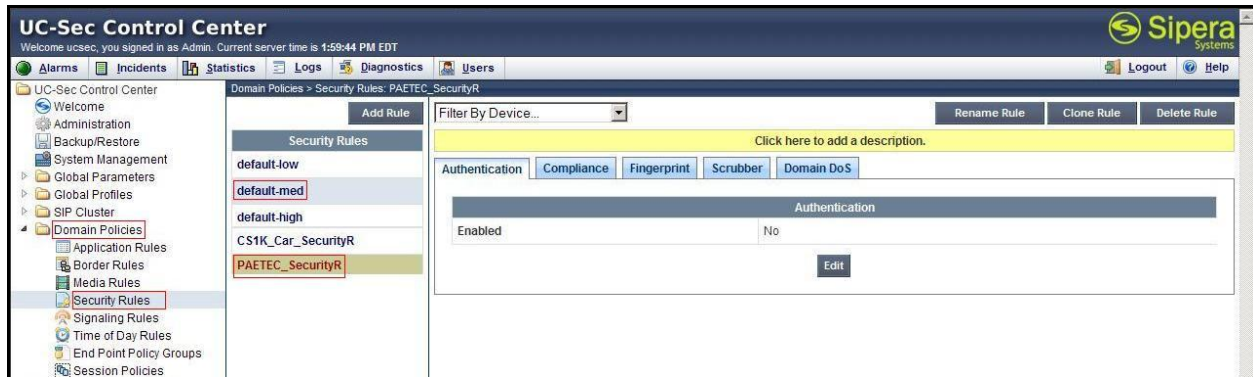 UC-Sec Control Center
Welcome ucsec, you signed in as Admin. Current server time is 1:59:44 PM EDT
Sipera
Systems
Alarms Incidents Statistics Logs Diagnostics Users Logout Help
UC-Sec Control Center
Welcome
Administration
Backup/Restore
System Management
Global Parameters
Global Profiles
SIP Cluster
Domain Policies
Application Rules
Border Rules
Media Rules
Security Rules
Signaling Rules
Time of Day Rules
End Point Policy Groups
Session Policies
Domain Policies > Security Rules: PAETEC_SecurityR
Add Rule
Security Rules
default-low
default-med
default-high
CS1K_Car_SecurityR
PAETEC_SecurityR
Filter By Device...
Rename Rule Clone Rule Delete Rule
Click here to add a description.
Authentication Compliance Fingerprint Scrubber Domain DoS
Authentication
Enabled No
Edit